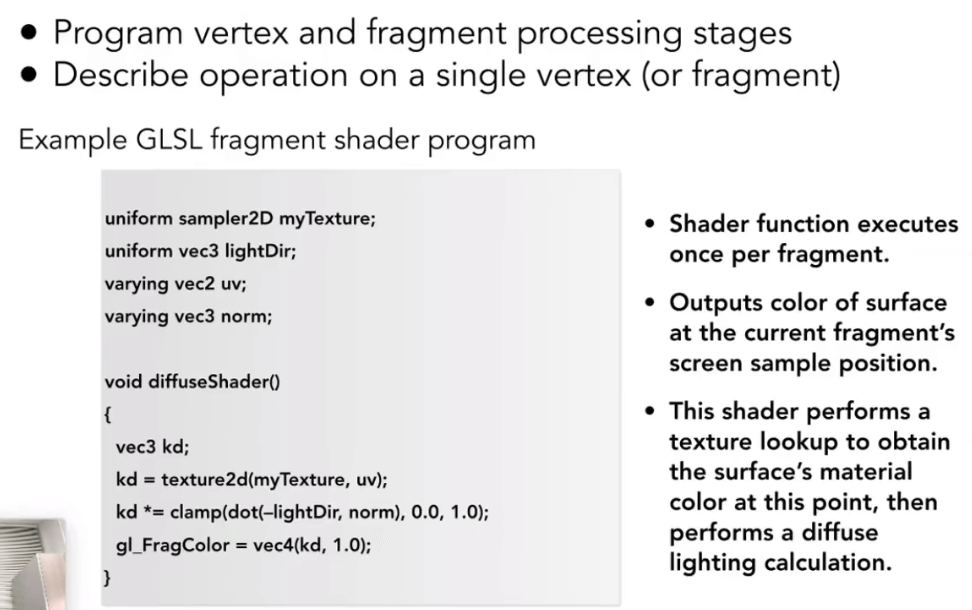 ● Program vertex and fragment processing stages
● Describe operation on a single vertex (or fragment)
Example GLSL fragment shader program
uniform sampler2D myTexture;
uniform vec3 lightDir;
varying vec2 uv;
varying vec3 norm;
void diffuseShader()
{
vec3 kd;
kd = texture2d(myTexture, uv);
kd *= clamp(dot(–lightDir, norm), 0.0, 1.0);
gl_FragColor = vec4(kd, 1.0);
}
• Shader function executes
once per fragment.
• Outputs color of surface
at the current fragment’s
screen sample position.
• This shader performs a
texture lookup to obtain
the surface’s material
color at this point, then
performs a diffuse
lighting calculation.